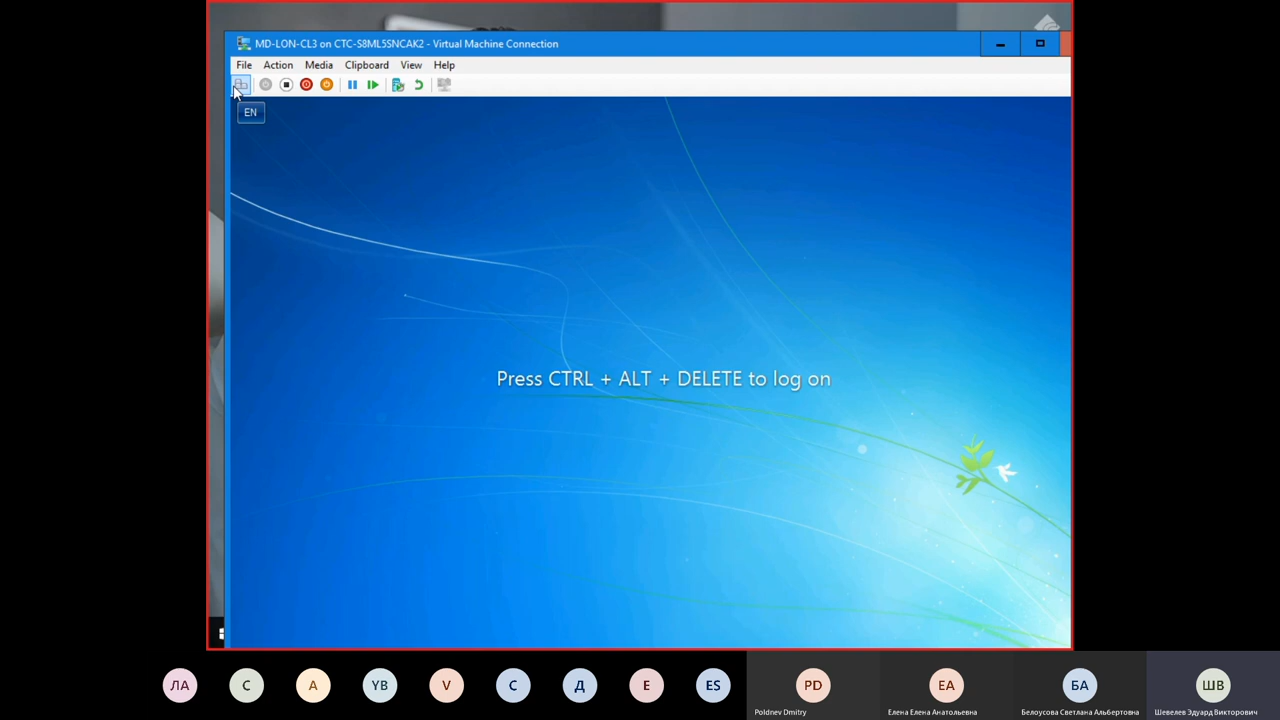 MD-LON-CL3 on CTC-S8ML5SNCAK2 - Virtual Machine Connection
File Action Media Clipboard View Help
EN
Press CTRL + ALT + DELETE to log on
ЛА С А YB V С Д Е ES PD ЕА БА ШВ
Poldnev Dmitry Елена Елена Анатольевна Белоусова Светлана Альбертовна Шевелев Эдуард Викторович